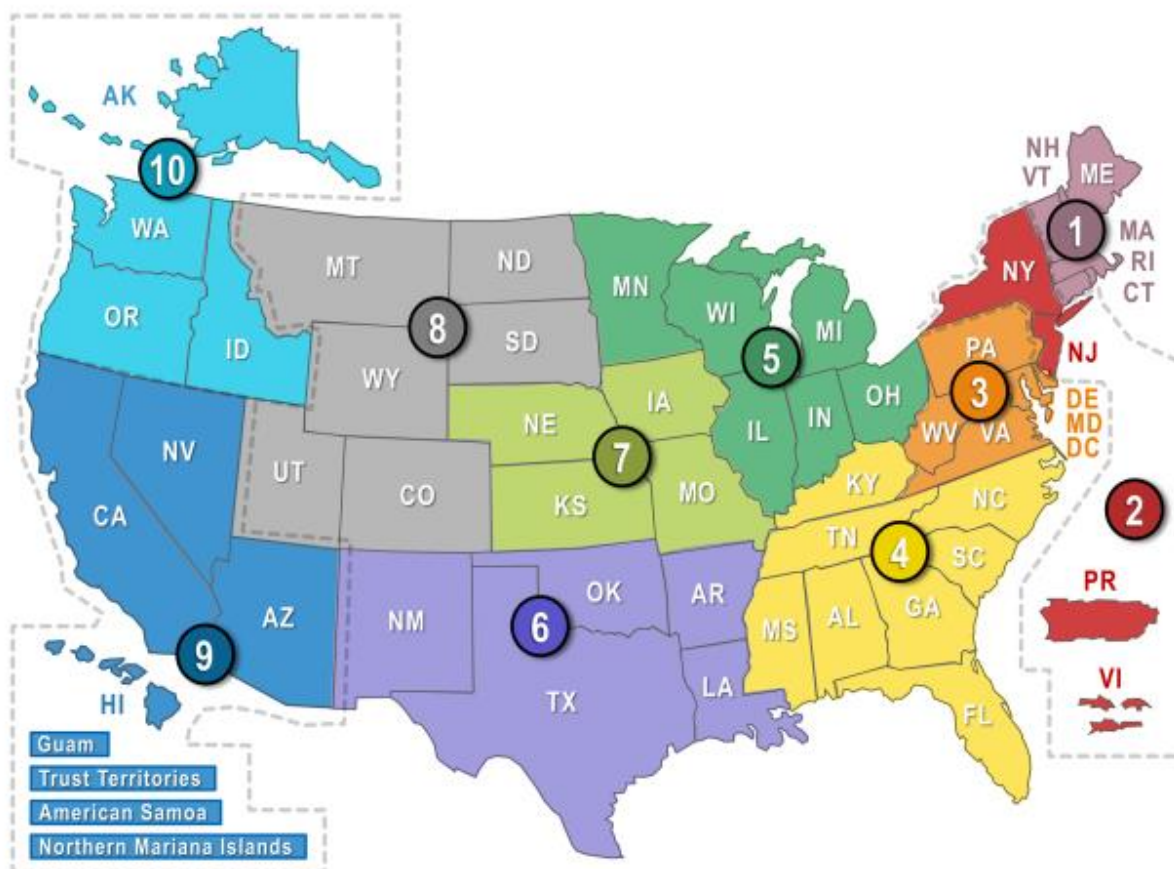 AK
10
NH
VT
ME
WA
1
MA
MT
ND
MN
NY
RI
CT
OR
ID
8
WI
MI
SD
5
PA
NJ
WY
IA
3
DE
NE
OH
MD
NV
IL
IN
WV
VA
DC
UT
7
CO
KS
MO
KY
NC
2
CA
TN
4
SC
PR
AZ
NM
6
OK
AR
MS
AL
GA
9
HI
TX
LA
VI
FL
Guam
Trust Territories
American Samoa
Northern Mariana Islands